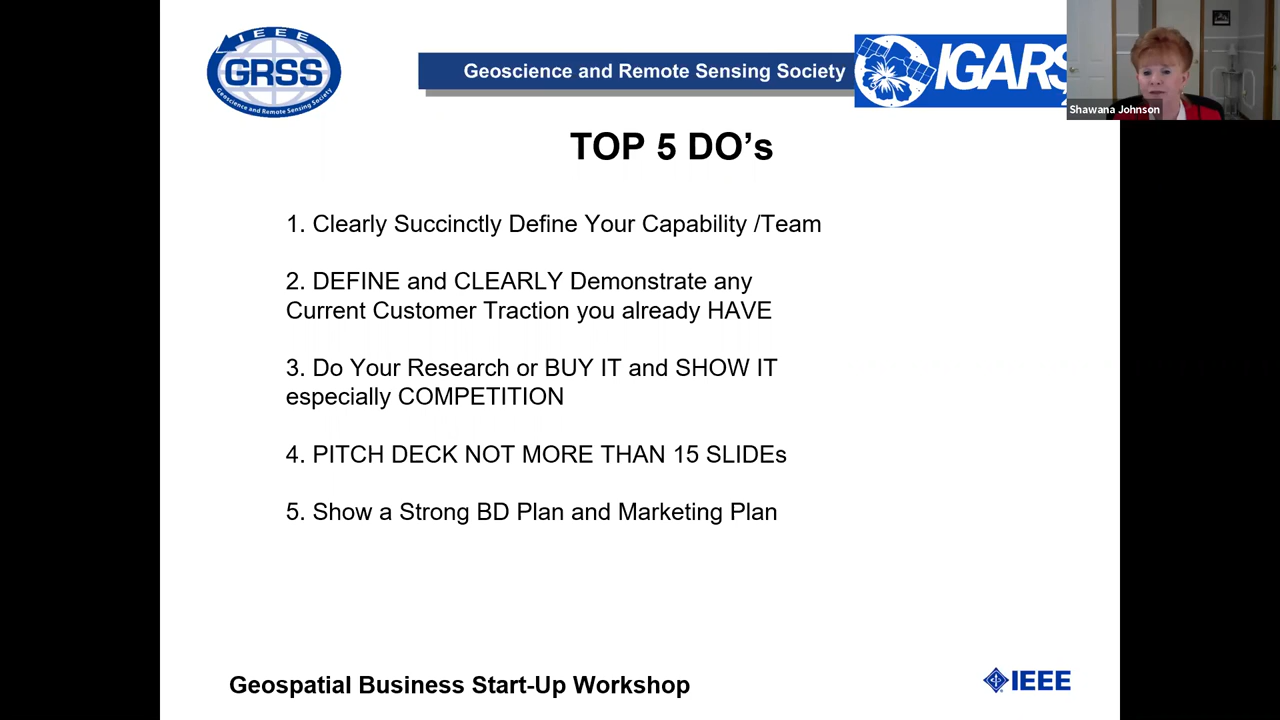 IEEE
GRSS
Geoscience and Remote Sensing Society
Geoscience and Remote Sensing Society
IGARS
Shawana Johnson
TOP 5 DO’s
1. Clearly Succinctly Define Your Capability /Team
2. DEFINE and CLEARLY Demonstrate any
Current Customer Traction you already HAVE
3. Do Your Research or BUY IT and SHOW IT
especially COMPETITION
4. PITCH DECK NOT MORE THAN 15 SLIDEs
5. Show a Strong BD Plan and Marketing Plan
Geospatial Business Start-Up Workshop
IEEE